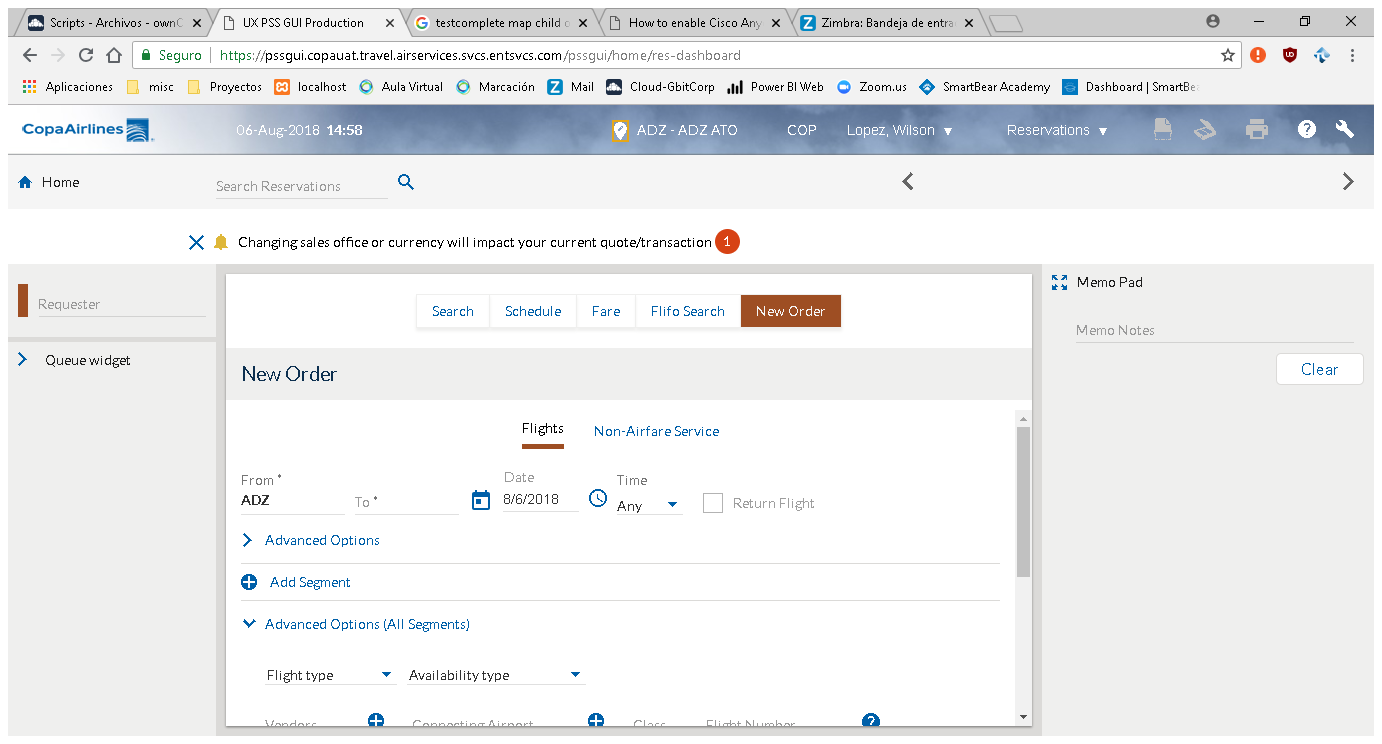 Scripts - Archivos - ownC
UX PSS GUI Production
testcomplete map child o
How to enable Cisco Any
Zimbra: Bandeja de entra
Seguro
https://pssgui.copauat.travel.airservices.svcs.entsvcs.com/pssgui/home/res-dashboard
Aplicaciones misc Proyectos localhost Aula Virtual Marcación Mail Cloud-GbitCorp Power BI Web Zoom.us SmartBear Academy Dashboard | SmartBe
CopaAirlines 06-Aug-2018 14:58 ADZ - ADZ ATO COP Lopez, Wilson Reservations
Home Search Reservations
Changing sales office or currency will impact your current quote/transaction 1
Requester
Queue widget
Search Schedule Fare Flifo Search New Order
New Order
Flights Non-Airfare Service
From * Date Time
ADZ To * 8/6/2018 Any Return Flight
Advanced Options
Add Segment
Advanced Options (All Segments)
Flight type Availability type
Vendors Connecting Airport Class Flight Number
Memo Pad
Memo Notes
Clear